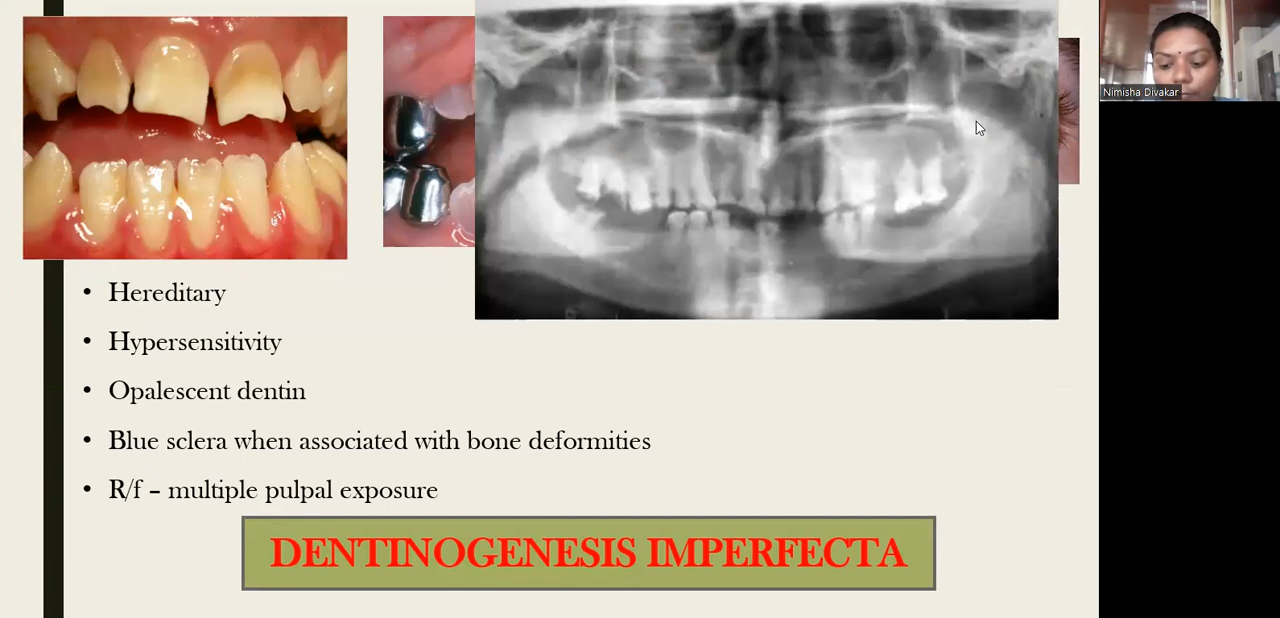 Nimisha Divakar
• Hereditary
• Hypersensitivity
• Opalescent dentin
• Blue sclera when associated with bone deformities
• R/f – multiple pulpal exposure
DENTINOGENESIS IMPERFECTA